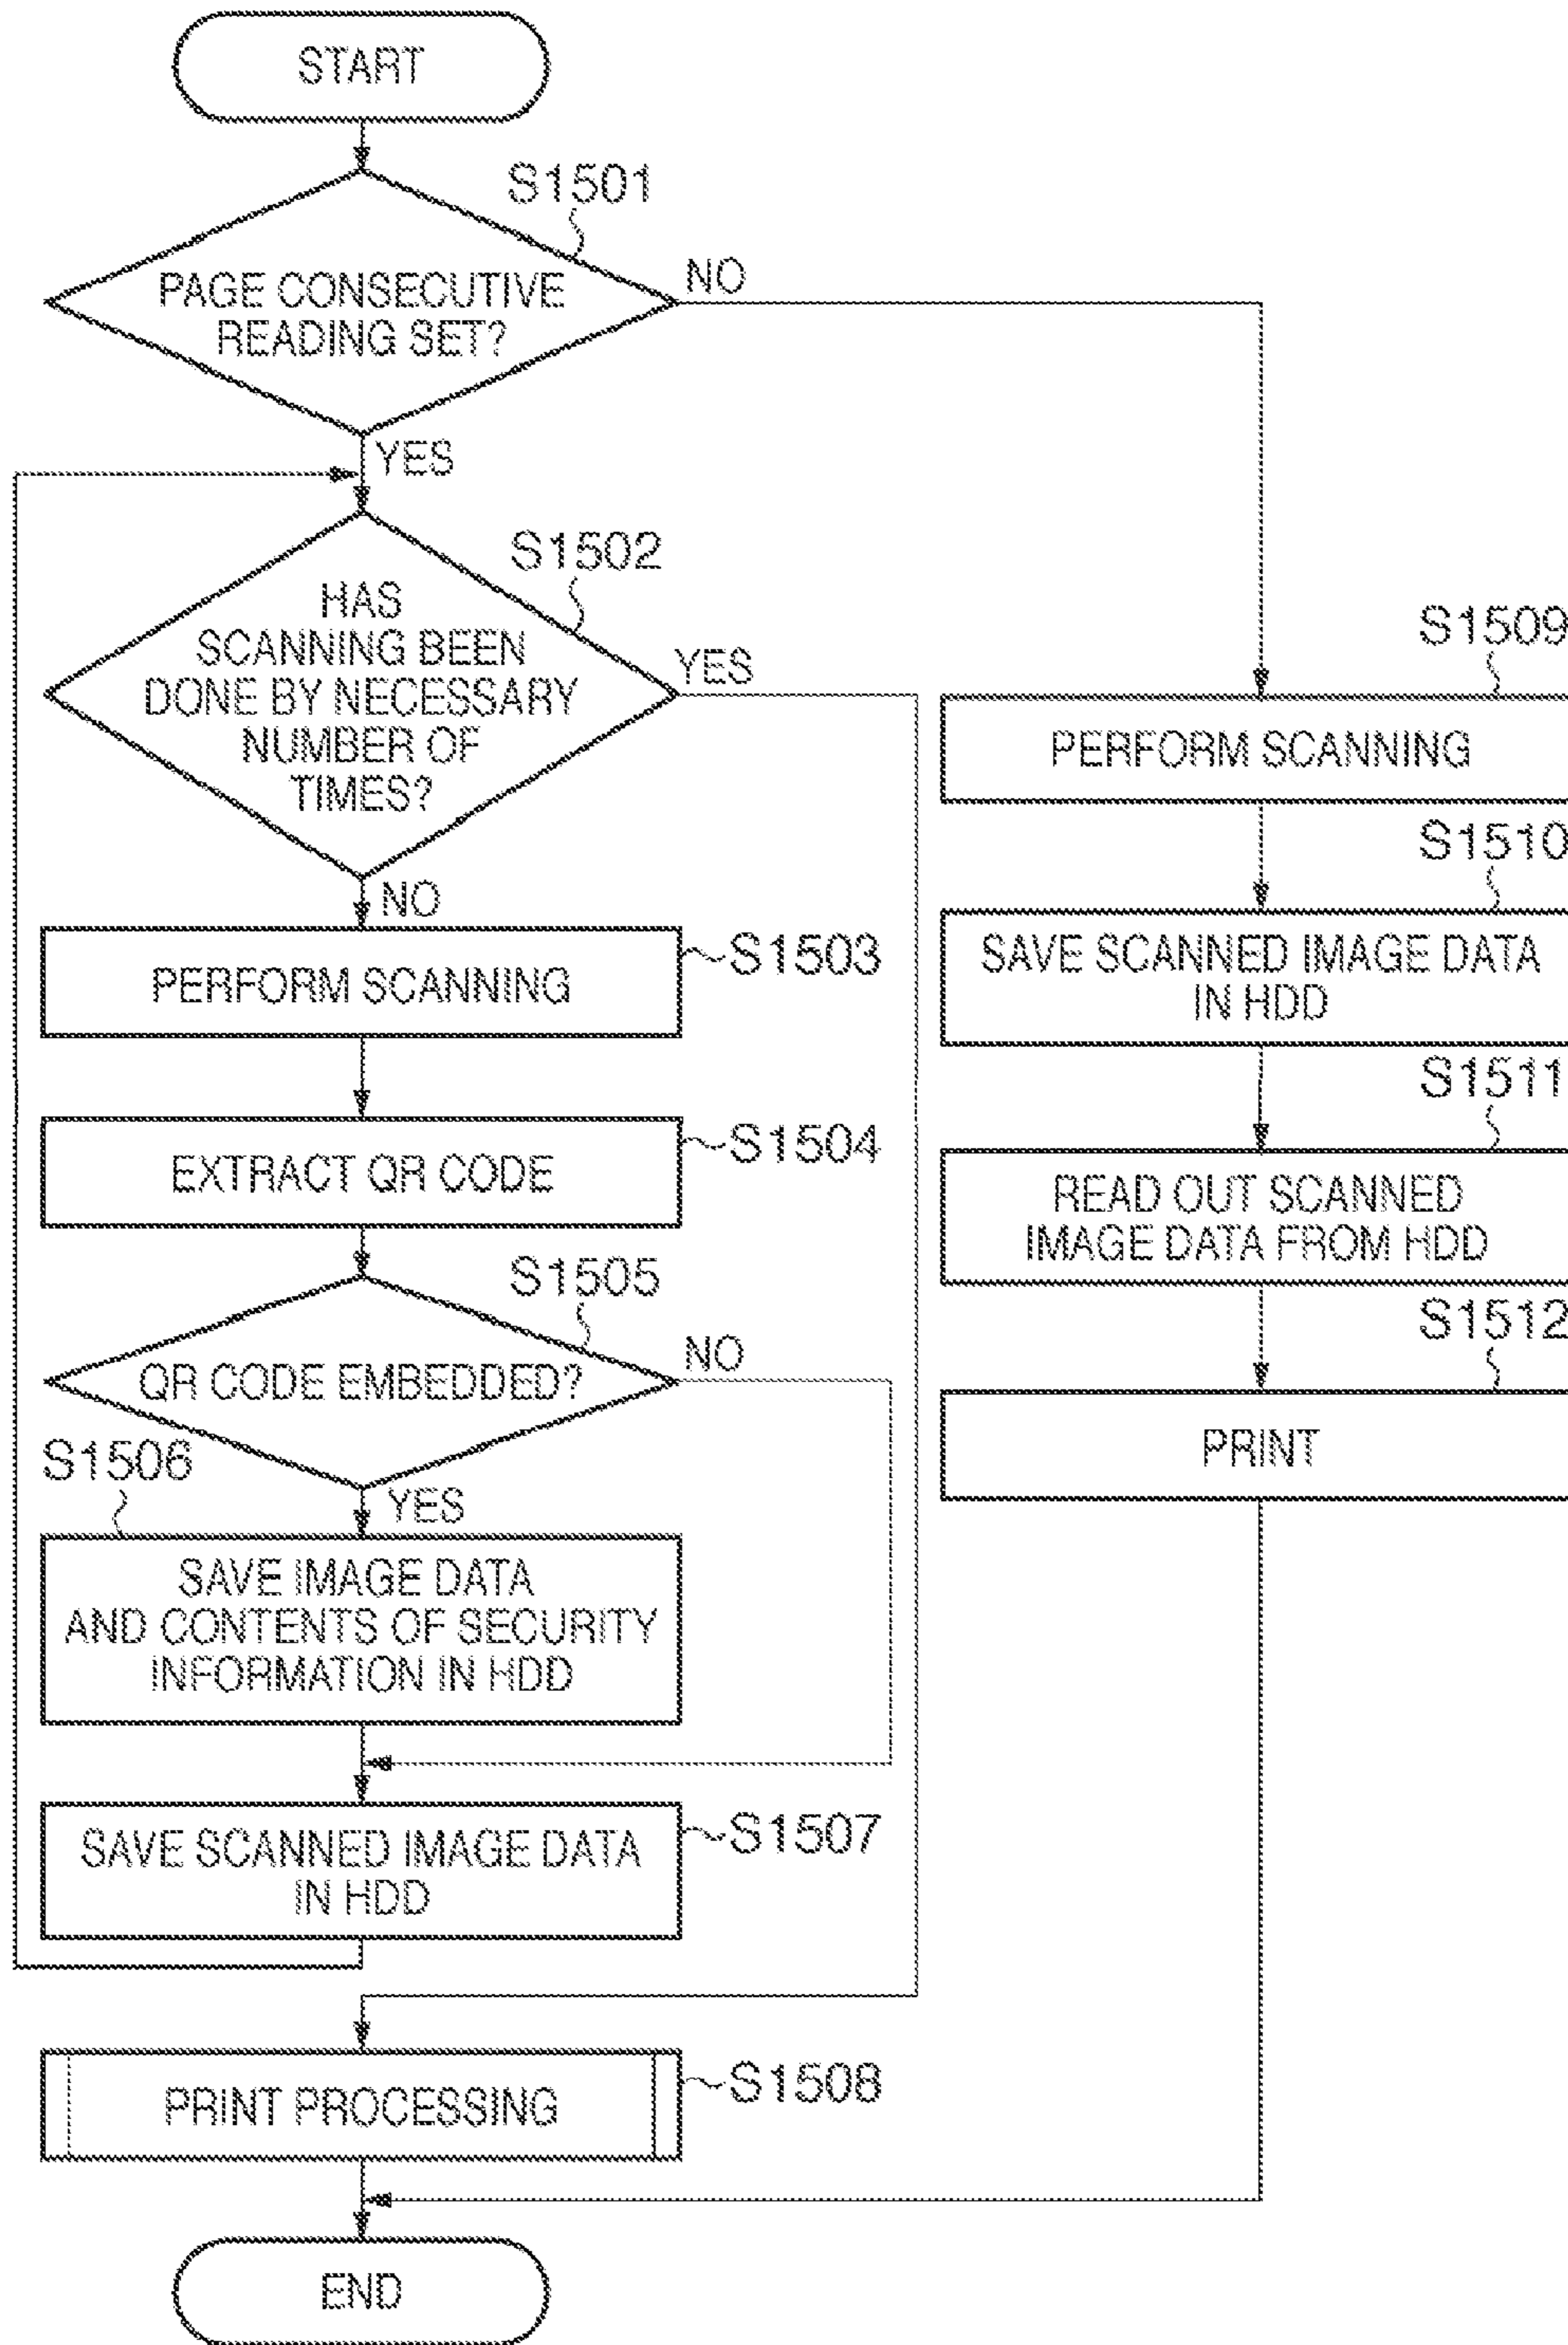 START
S1501
PAGE CONSECUTIVE
READING SET?
NO
YES
S1502
HAS
SCANNING BEEN
DONE BY NECESSARY
NUMBER OF
TIMES?
YES
NO
S1503
PERFORM SCANNING
S1504
EXTRACT QR CODE
S1505
QR CODE EMBEDDED?
NO
YES
S1506
SAVE IMAGE DATA
AND CONTENTS OF SECURITY
INFORMATION IN HDD
S1507
SAVE SCANNED IMAGE DATA
IN HDD
S1508
PRINT PROCESSING
S1509
PERFORM SCANNING
S1510
SAVE SCANNED IMAGE DATA
IN HDD
S1511
READ OUT SCANNED
IMAGE DATA FROM HDD
S1512
PRINT
END